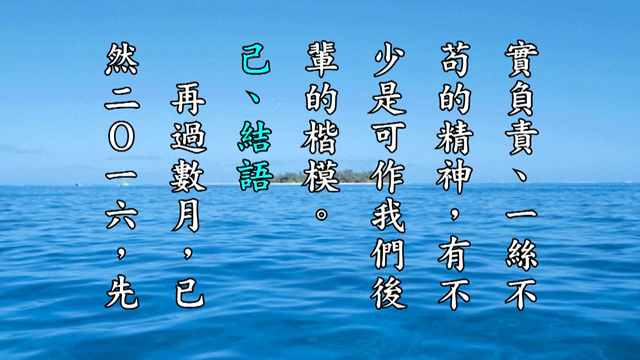 實負責、一絲不
苟的精神，有不
少是可作我們後
輩的楷模。
己、結語
再過數月，已
然二０一六，先